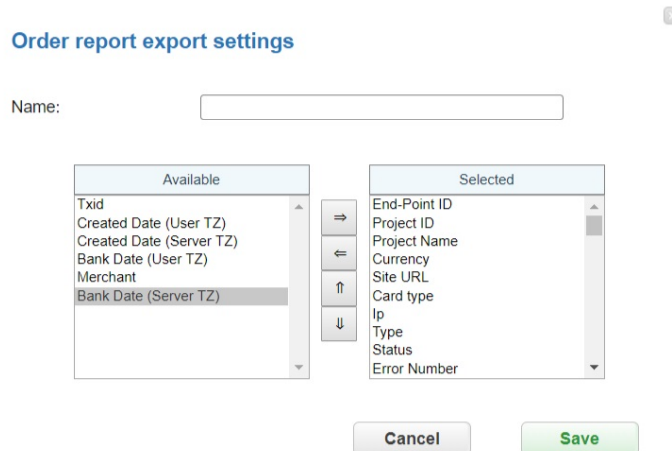 Order report export settings
Name:
Available
Txid
Created Date (User TZ)
Created Date (Server TZ)
Bank Date (User TZ)
Merchant
Bank Date (Server TZ)
⇒
⇐
⇑
⇓
Selected
End-Point ID
Project ID
Project Name
Currency
Site URL
Card type
Ip
Type
Status
Error Number
Cancel
Save